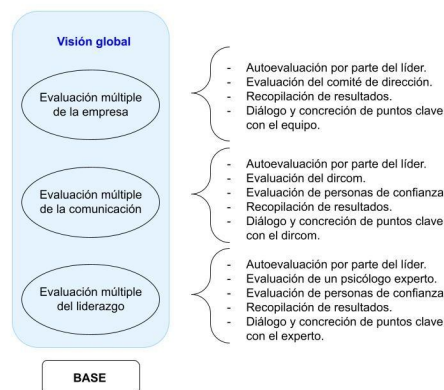 Visión global
Evaluación múltiple
de la empresa
- Autoevaluación por parte del líder.
- Evaluación del comité de dirección.
- Recopilación de resultados.
- Diálogo y concreción de puntos clave
con el equipo.
Evaluación múltiple
de la comunicación
- Autoevaluación por parte del líder.
- Evaluación del dircom.
- Evaluación de personas de confianza
- Recopilación de resultados.
- Diálogo y concreción de puntos clave
con el dircom.
Evaluación múltiple
del liderazgo
- Autoevaluación por parte del líder.
- Evaluación de un psicólogo experto.
- Evaluación de personas de confianza
- Recopilación de resultados.
- Diálogo y concreción de puntos clave
con el experto.
BASE